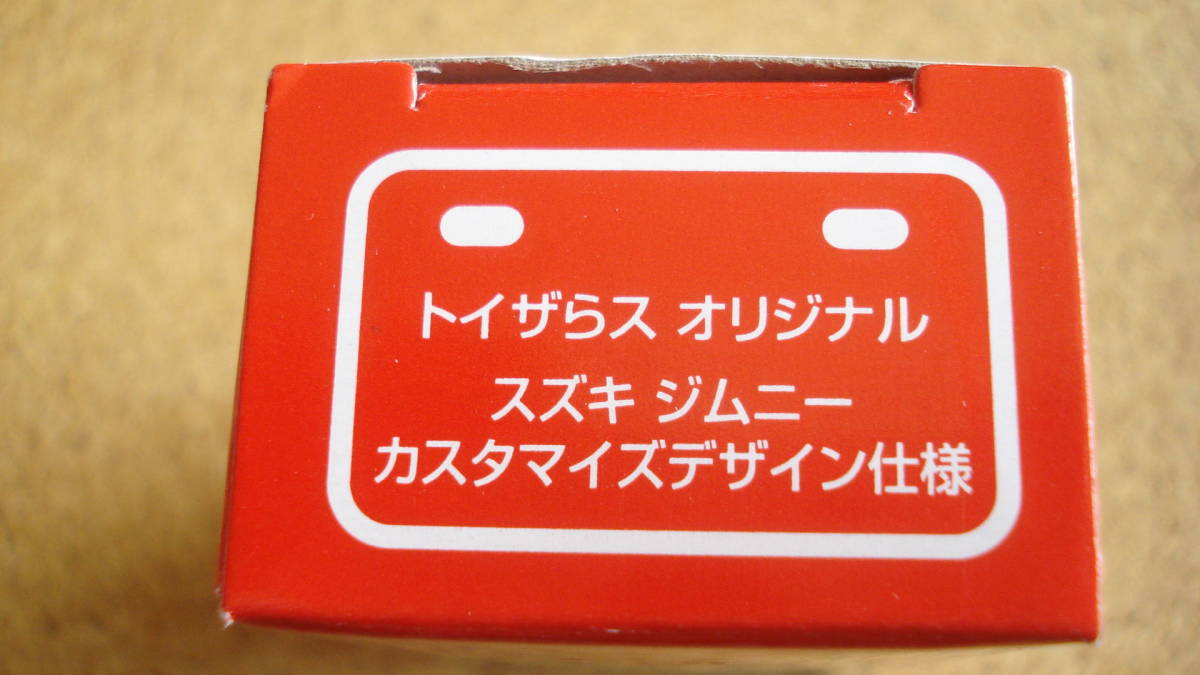 トイザらス オリジナル
スズキ ジムニー
カスタマイズデザイン仕様